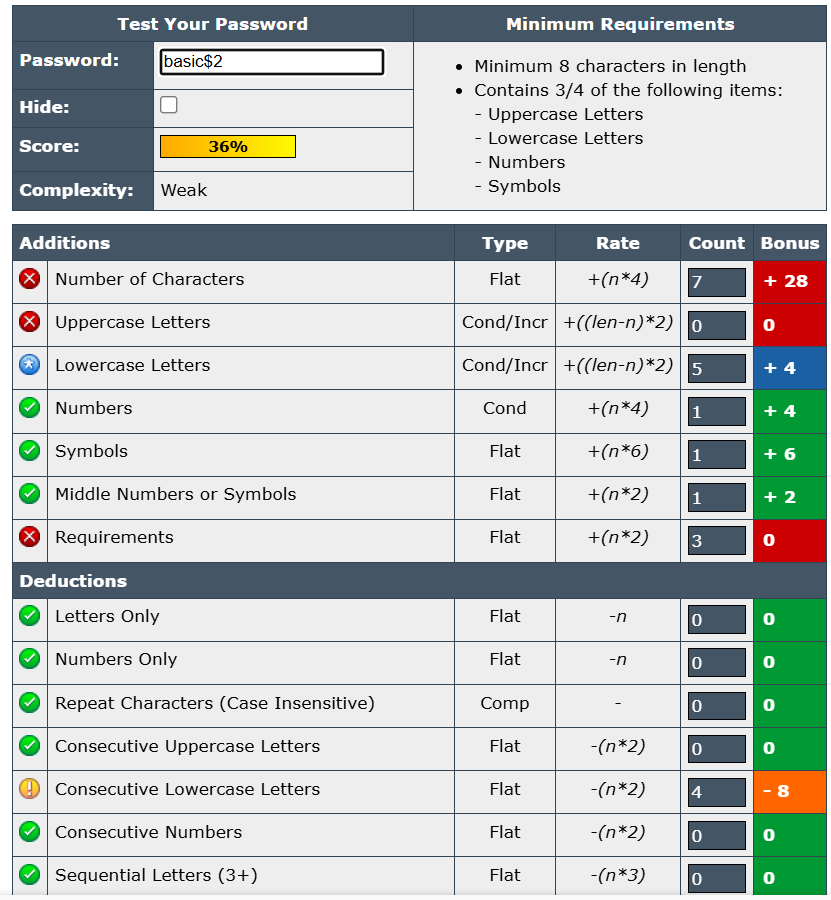 Test Your Password
Minimum Requirements
Password:
basic$2
Hide:
Score:
36%
Complexity:
Weak
• Minimum 8 characters in length
• Contains 3/4 of the following items:
- Uppercase Letters
- Lowercase Letters
- Numbers
- Symbols
Additions Type Rate Count Bonus
Number of Characters Flat +(n*4) 7 + 28
Uppercase Letters Cond/Incr +((len-n)*2) 0 0
Lowercase Letters Cond/Incr +((len-n)*2) 5 + 4
Numbers Cond +(n*4) 1 + 4
Symbols Flat +(n*6) 1 + 6
Middle Numbers or Symbols Flat +(n*2) 1 + 2
Requirements Flat +(n*2) 3 0
Deductions
Letters Only Flat -n 0 0
Numbers Only Flat -n 0 0
Repeat Characters (Case Insensitive) Comp - 0 0
Consecutive Uppercase Letters Flat -(n*2) 0 0
Consecutive Lowercase Letters Flat -(n*2) 4 - 8
Consecutive Numbers Flat -(n*2) 0 0
Sequential Letters (3+) Flat -(n*3) 0 0